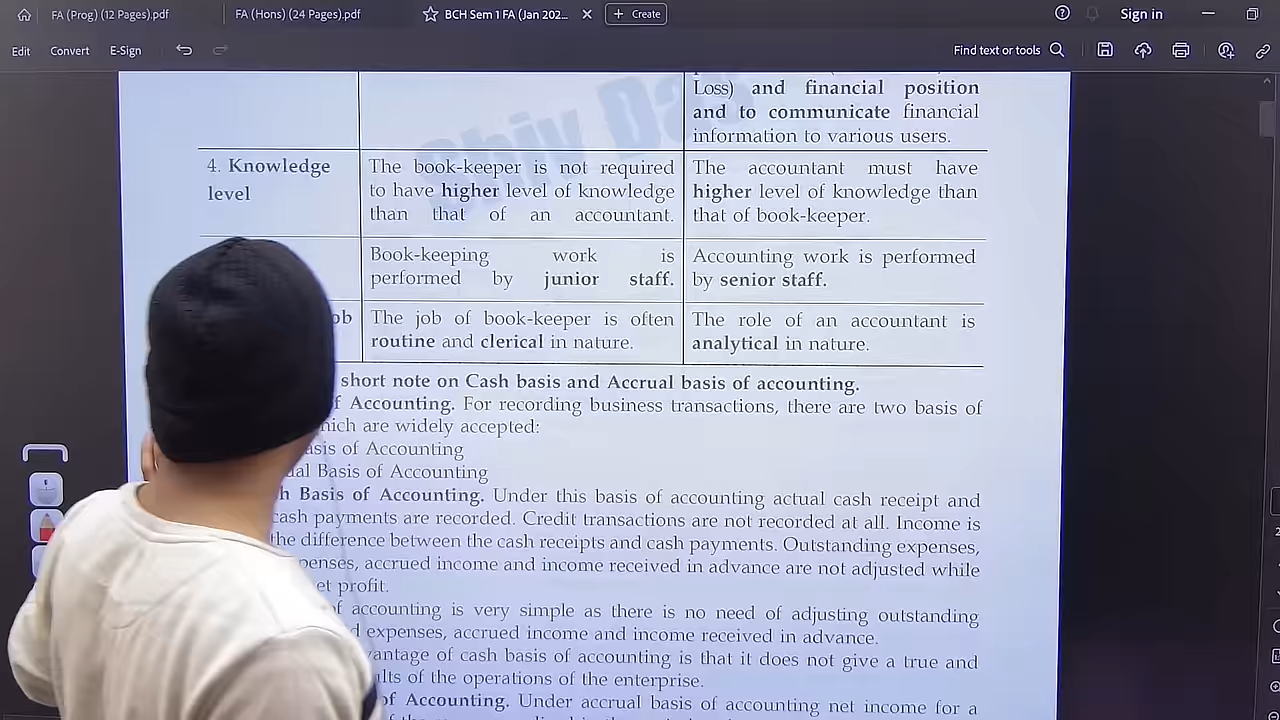 FA (Prog) (12 Pages).pdf
FA (Hons) (24 Pages).pdf
BCH Sem 1 FA (Jan 202...
Create
Sign in
Edit
Convert
E-Sign
Find text or tools
Loss) and financial position
and to communicate financial
information to various users.
4. Knowledge
level
The book-keeper is not required
to have higher level of knowledge
than that of an accountant.
The accountant must have
higher level of knowledge than
that of book-keeper.
Book-keeping work is
performed by junior staff.
Accounting work is performed
by senior staff.
ob
The job of book-keeper is often
routine and clerical in nature.
The role of an accountant is
analytical in nature.
short note on Cash basis and Accrual basis of accounting.
f Accounting. For recording business transactions, there are two basis of
hich are widely accepted:
asis of Accounting
al Basis of Accounting
h Basis of Accounting. Under this basis of accounting actual cash receipt and
cash payments are recorded. Credit transactions are not recorded at all. Income is
the difference between the cash receipts and cash payments. Outstanding expenses,
penses, accrued income and income received in advance are not adjusted while
et profit.
f accounting is very simple as there is no need of adjusting outstanding
d expenses, accrued income and income received in advance.
vantage of cash basis of accounting is that it does not give a true and
ults of the operations of the enterprise.
of Accounting. Under accrual basis of accounting net income for a